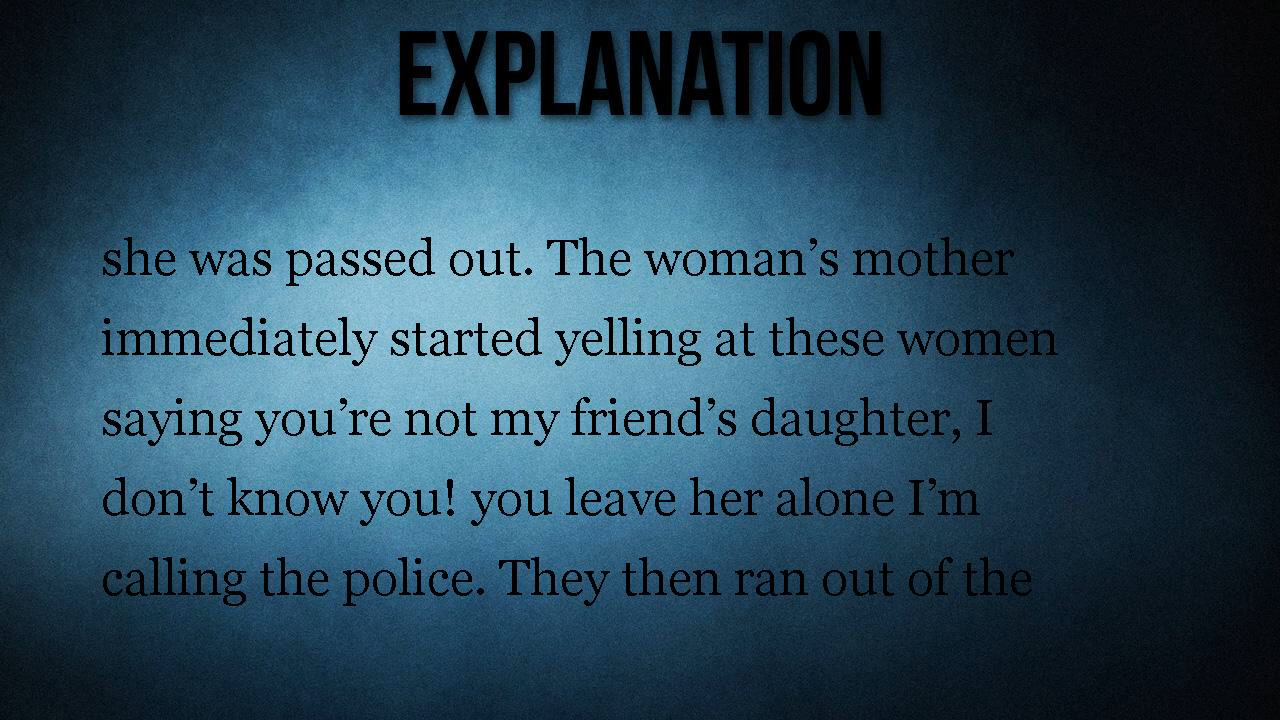 EXPLANATION
she was passed out. The woman’s mother
immediately started yelling at these women
saying you’re not my friend’s daughter, I
don’t know you! you leave her alone I’m
calling the police. They then ran out of the